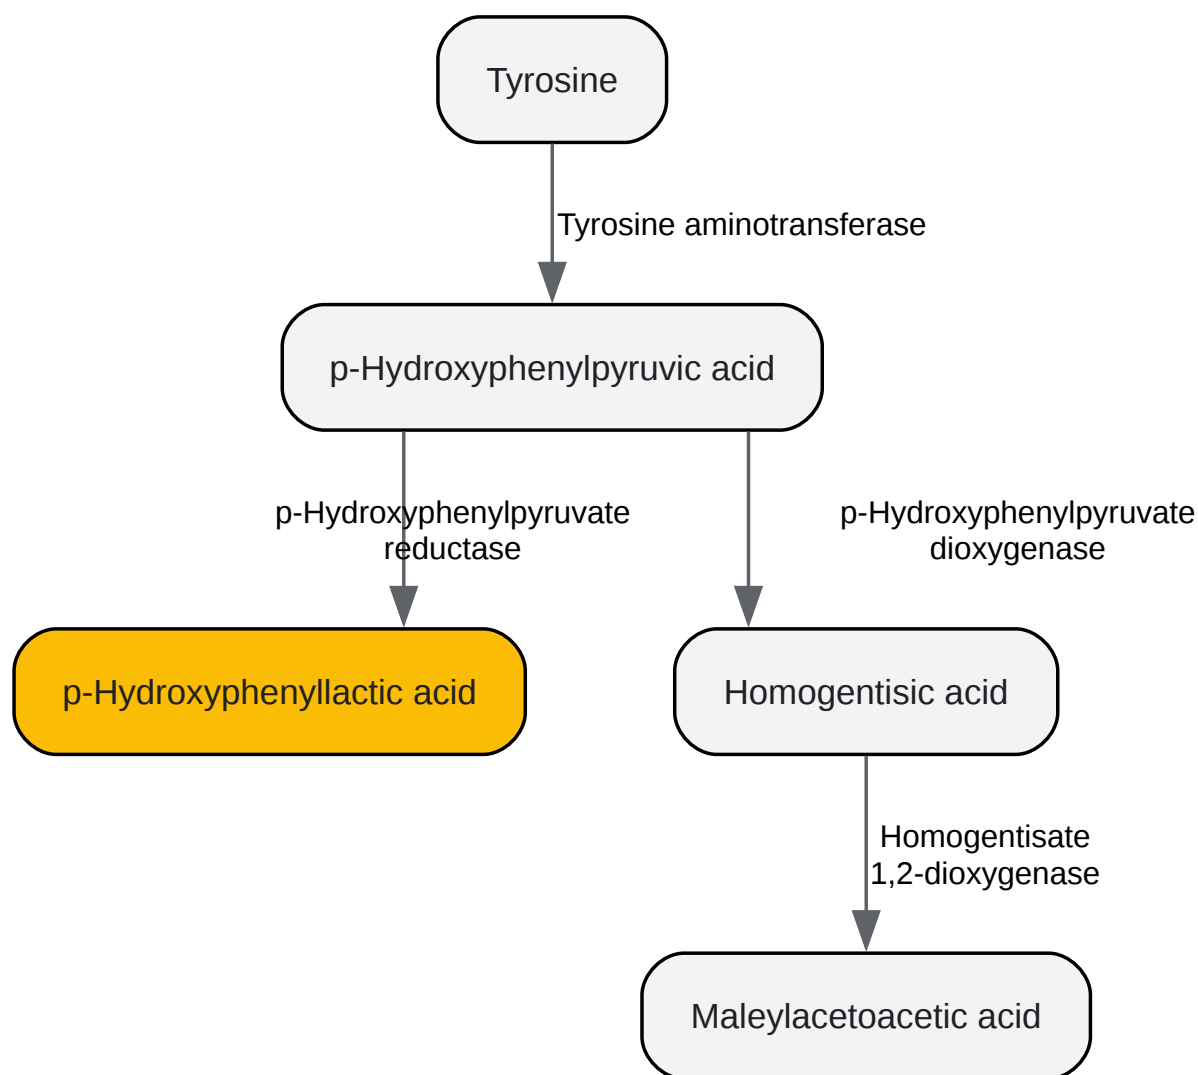 Tyrosine
Tyrosine aminotransferase
p-Hydroxyphenylpyruvic acid
p-Hydroxyphenylpyruvate
reductase
p-Hydroxyphenylpyruvate
dioxygenase
p-Hydroxyphenyllactic acid
Homogentisic acid
Homogentisate
1,2-dioxygenase
Maleylacetoacetic acid